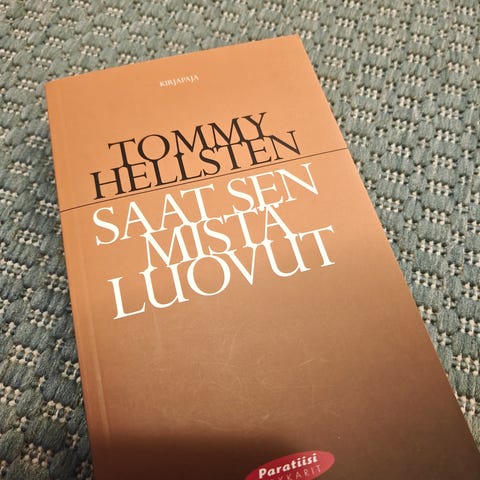 KIRJAPAJA
TOMMY
HELLSTEN
SAAT SEN
MISTÄ
LUOVUT
Paratiisi